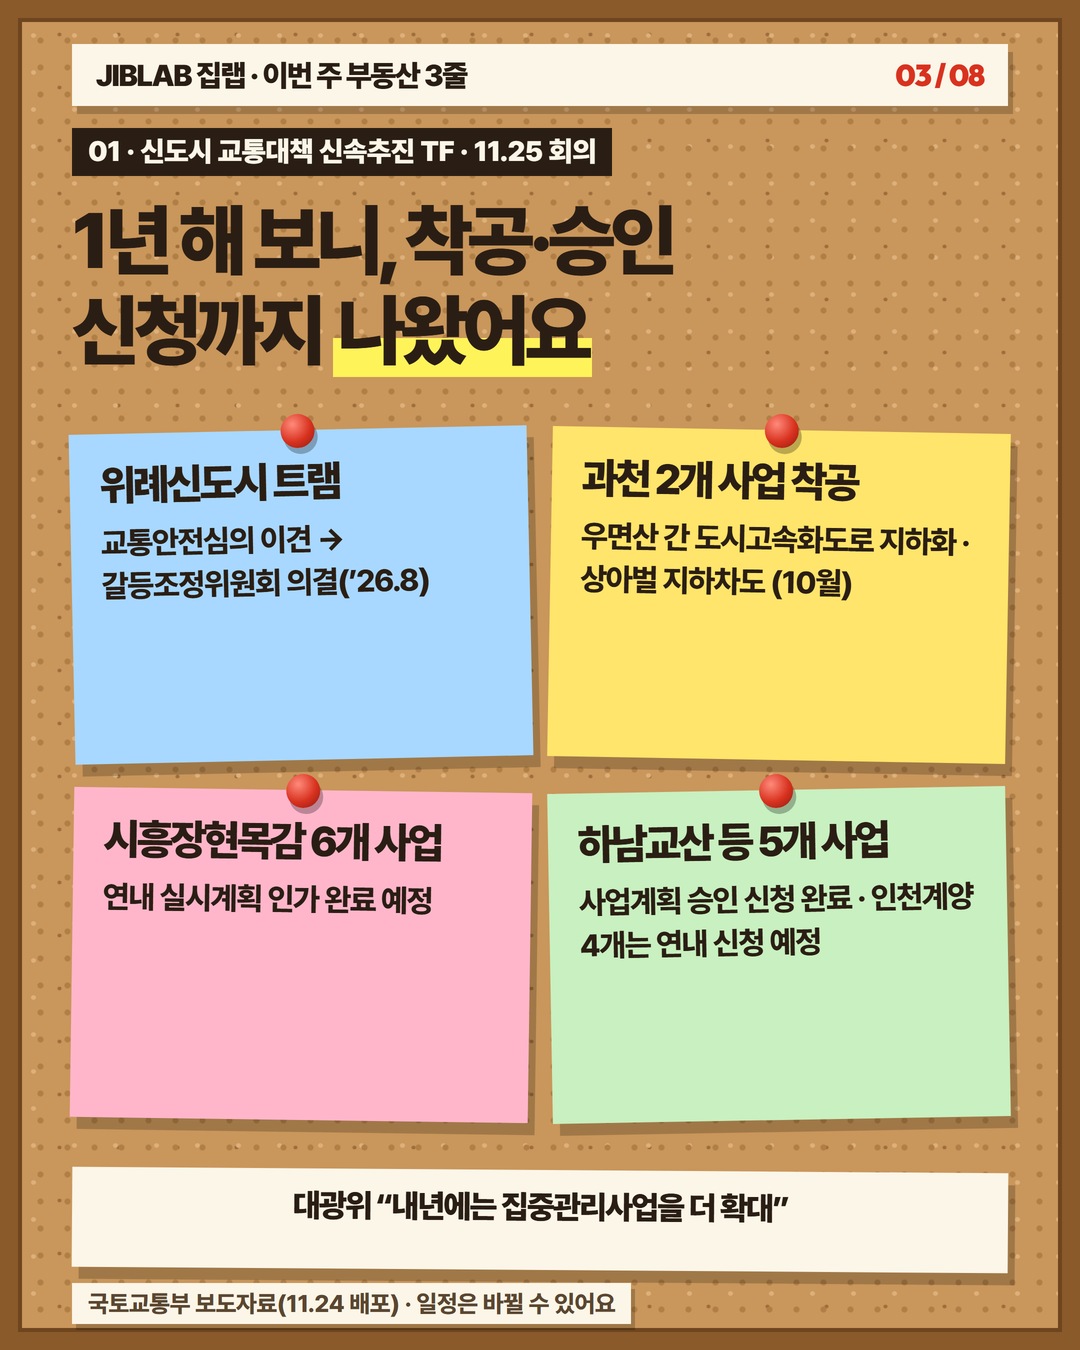 JIBLAB 집랩 · 이번 주 부동산 3줄
03 / 08
01 · 신도시 교통대책 신속추진 TF · 11.25 회의
1년 해 보니, 착공·승인
신청까지 나왔어요
위례신도시 트램
교통안전심의 이견 →
갈등조정위원회 의결('26.8)
과천 2개 사업 착공
우면산 간 도시고속화도로 지하화 ·
상아벌 지하차도 (10월)
시흥장현목감 6개 사업
연내 실시계획 인가 완료 예정
하남교산 등 5개 사업
사업계획 승인 신청 완료 · 인천계양
4개는 연내 신청 예정
대광위 “내년에는 집중관리사업을 더 확대”
국토교통부 보도자료(11.24 배포) · 일정은 바뀔 수 있어요